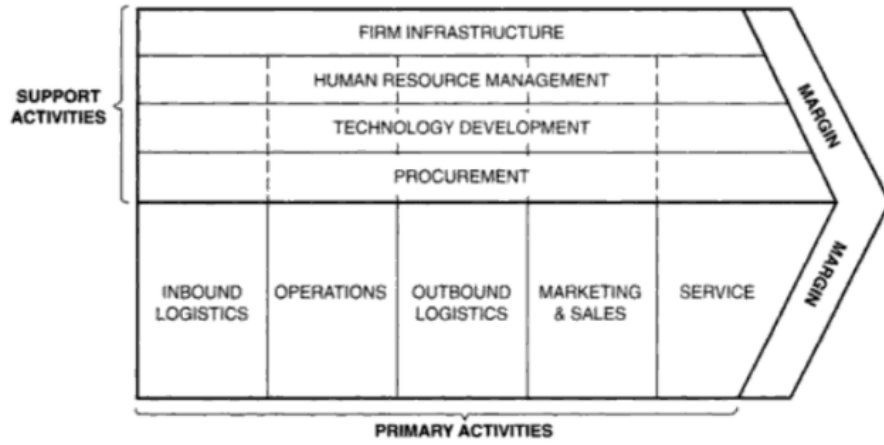 FIRM INFRASTRUCTURE
HUMAN RESOURCE MANAGEMENT
TECHNOLOGY DEVELOPMENT
PROCUREMENT
SUPPORT
ACTIVITIES
MARGIN
MARGIN
INBOUND
LOGISTICS
OPERATIONS
OUTBOUND
LOGISTICS
MARKETING
& SALES
SERVICE
PRIMARY ACTIVITIES